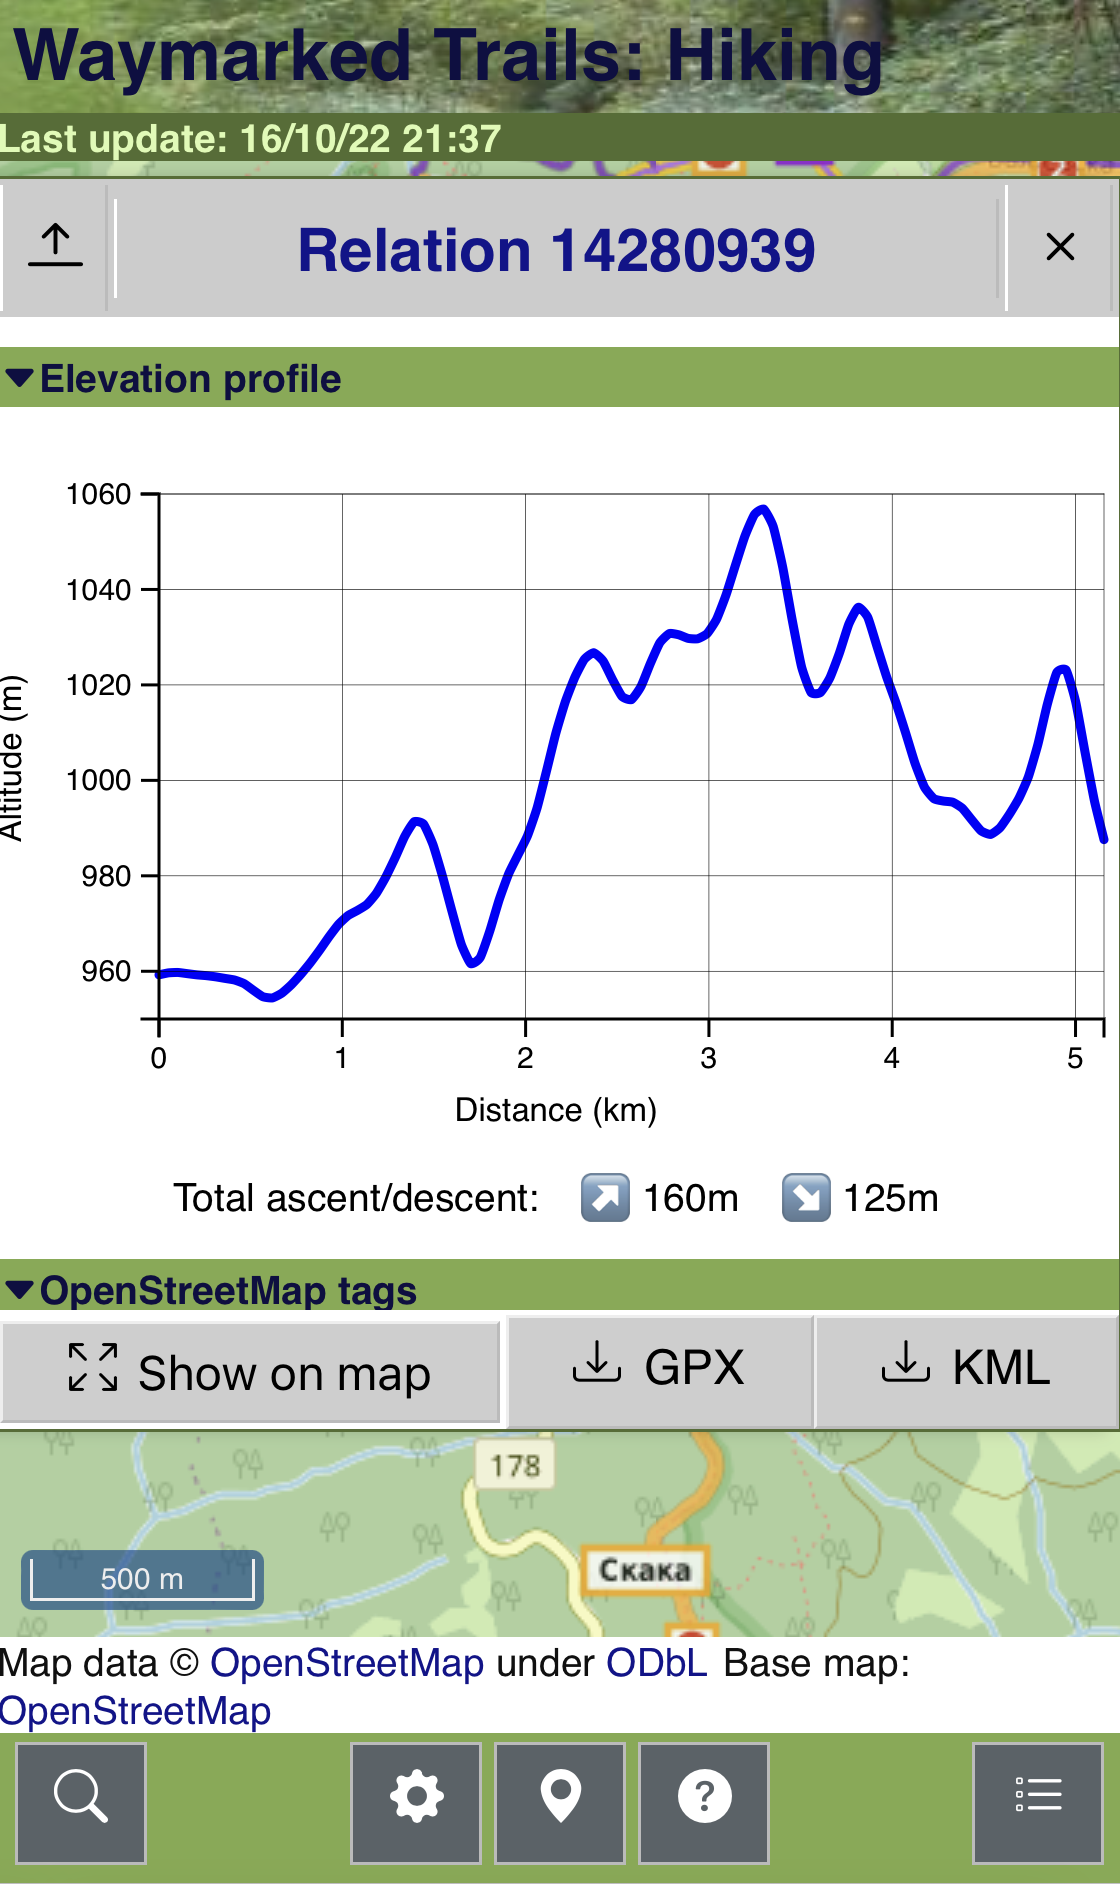 Waymarked Trails: Hiking
Last update: 16/10/22 21:37
Relation 14280939
Elevation profile
1060
1040
1020
1000
980
960
Altitude (m)
0 1 2 3 4 5
Distance (km)
Total ascent/descent: 160m 125m
OpenStreetMap tags
Show on map GPX KML
178
Скака
500 m
Map data © OpenStreetMap under ODbL Base map:
OpenStreetMap